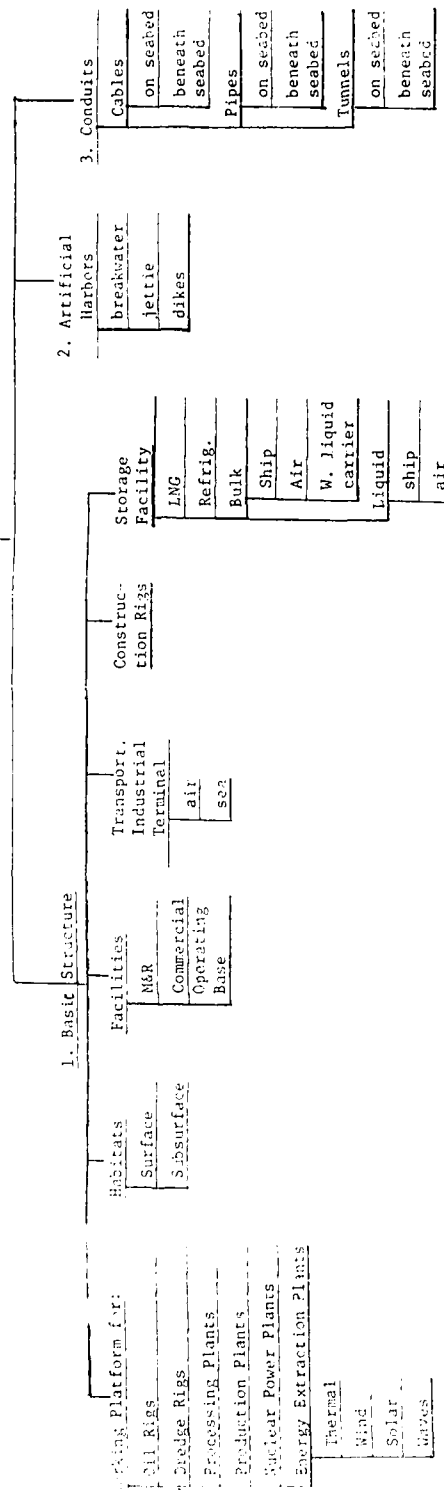 1. Basic Structure
rking Platform for:
Oil Rigs
Dredge Rigs
Processing Plants
Production Plants
Nuclear Power Plants
Energy Extraction Plants
Thermal
Wind
Solar
Waves
Habitats
Surface
Subsurface
Facilities
M&R
Commercial
Operating
Base
Transport.
Industrial
Terminal
air
sea
Construc-
tion Rigs
Storage
Facility
LNG
Refrig.
Bulk
Ship
Air
W. liquid
carrier
Liquid
ship
air
2. Artificial
Harbors
breakwater
jettie
dikes
3. Conduits
Cables
on seabed
beneath
seabed
Pipes
on seabed
beneath
seabed
Tunnels
on seabed
beneath
seabed